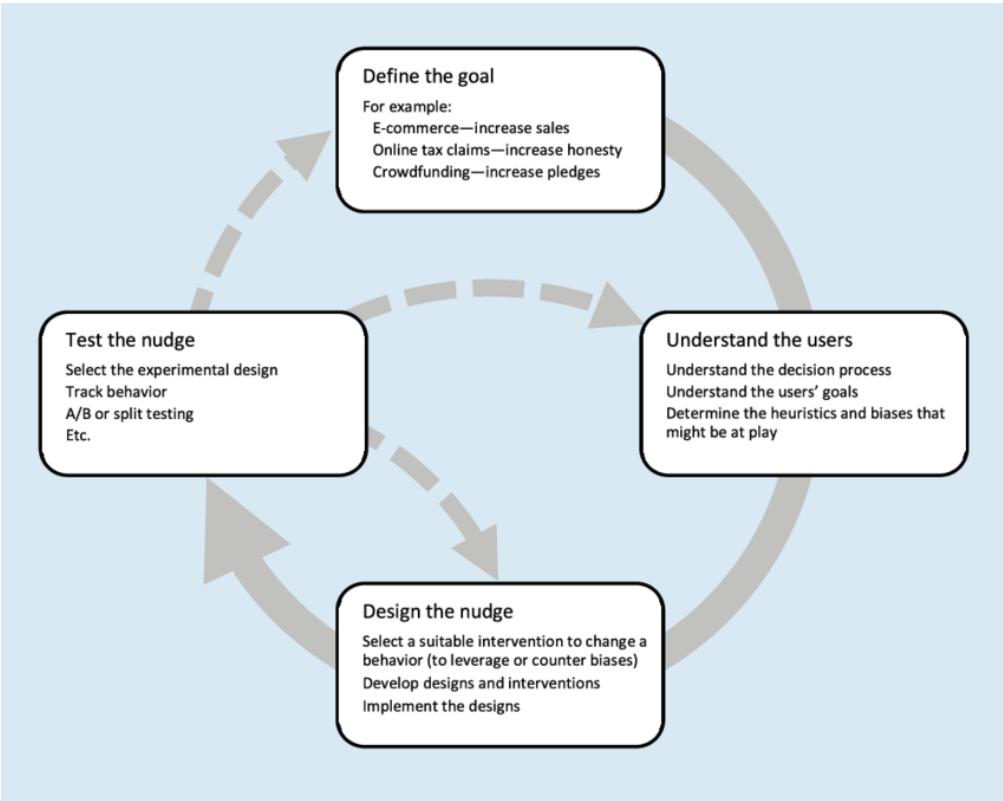 Define the goal
For example:
E-commerce—increase sales
Online tax claims—increase honesty
Crowdfunding—increase pledges
Understand the users
Understand the decision process
Understand the users' goals
Determine the heuristics and biases that
might be at play
Design the nudge
Select a suitable intervention to change a
behavior (to leverage or counter biases)
Develop designs and interventions
Implement the designs
Test the nudge
Select the experimental design
Track behavior
A/B or split testing
Etc.